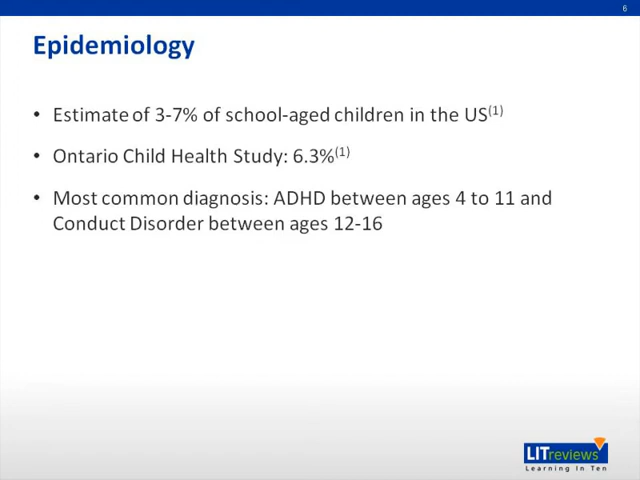 6
Epidemiology
• Estimate of 3-7% of school-aged children in the US(1)
• Ontario Child Health Study: 6.3%(1)
• Most common diagnosis: ADHD between ages 4 to 11 and
Conduct Disorder between ages 12-16
LITreviews
Learning In Ten